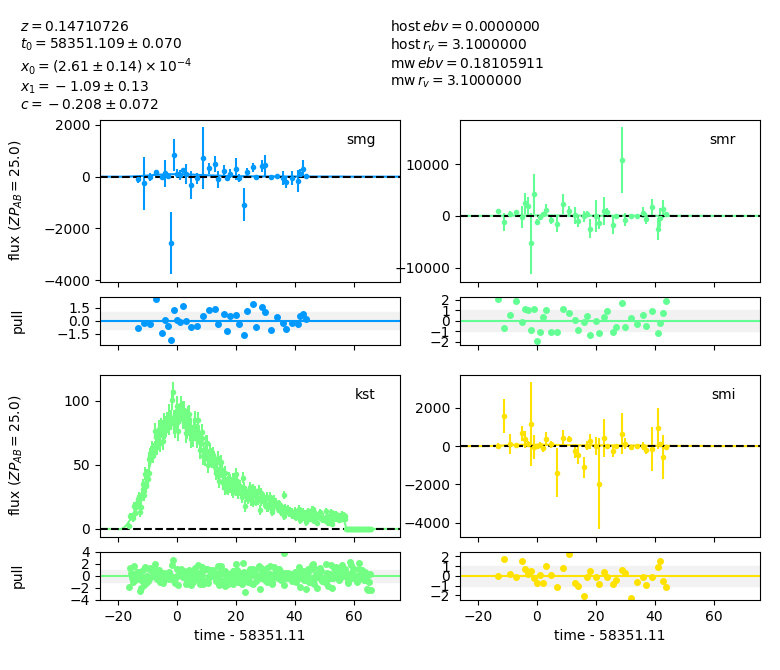 z = 0.14710726
t₀ = 58351.109 ± 0.070
x₀ = (2.61 ± 0.14) × 10⁻⁴
x₁ = −1.09 ± 0.13
c = −0.208 ± 0.072
host ebv = 0.0000000
host r_v = 3.1000000
mw ebv = 0.18105911
mw r_v = 3.1000000
smg
flux (ZP_AB = 25.0)
2000
0
−2000
−4000
smr
10000
0
−10000
pull
1.5
0.0
−1.5
2
1
0
−1
−2
kst
flux (ZP_AB = 25.0)
100
50
0
smi
2000
0
−2000
−4000
pull
4
2
0
−2
−4
−20 0 20 40 60
time - 58351.11
2
1
0
−1
−2
−20 0 20 40 60
time - 58351.11